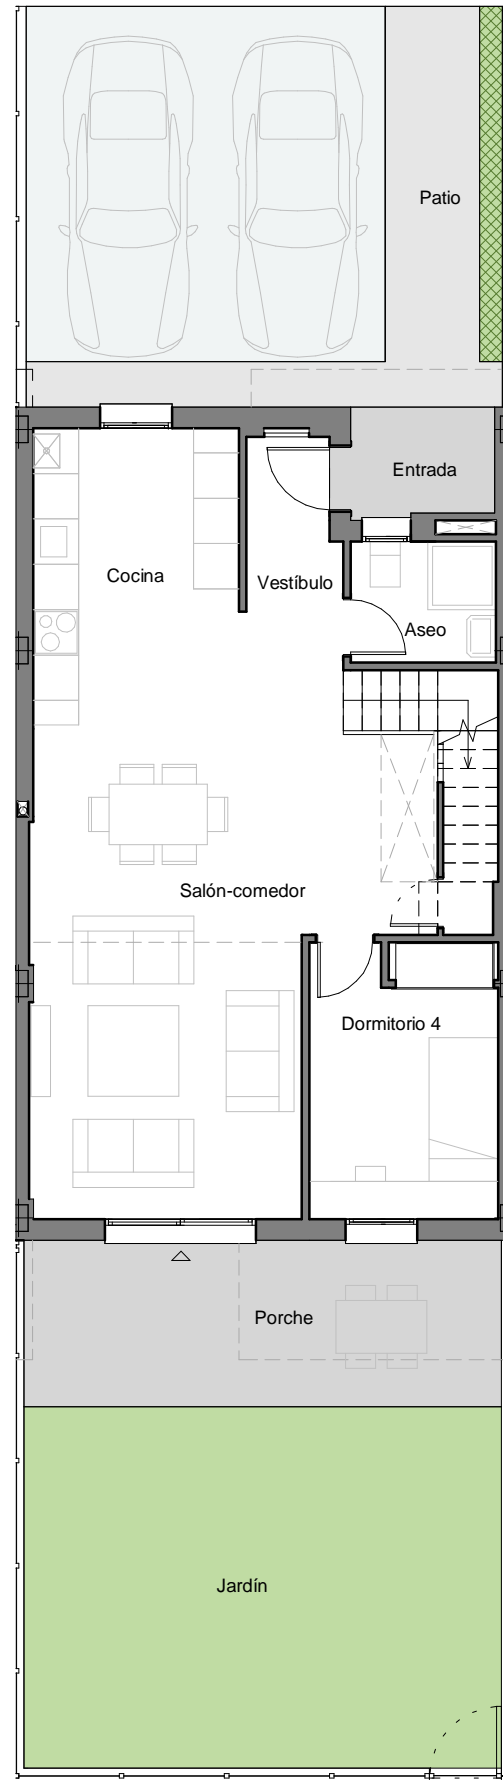 Patio
Entrada
Cocina
Vestíbulo
Aseo
Salón-comedor
Dormitorio 4
Porche
Jardín